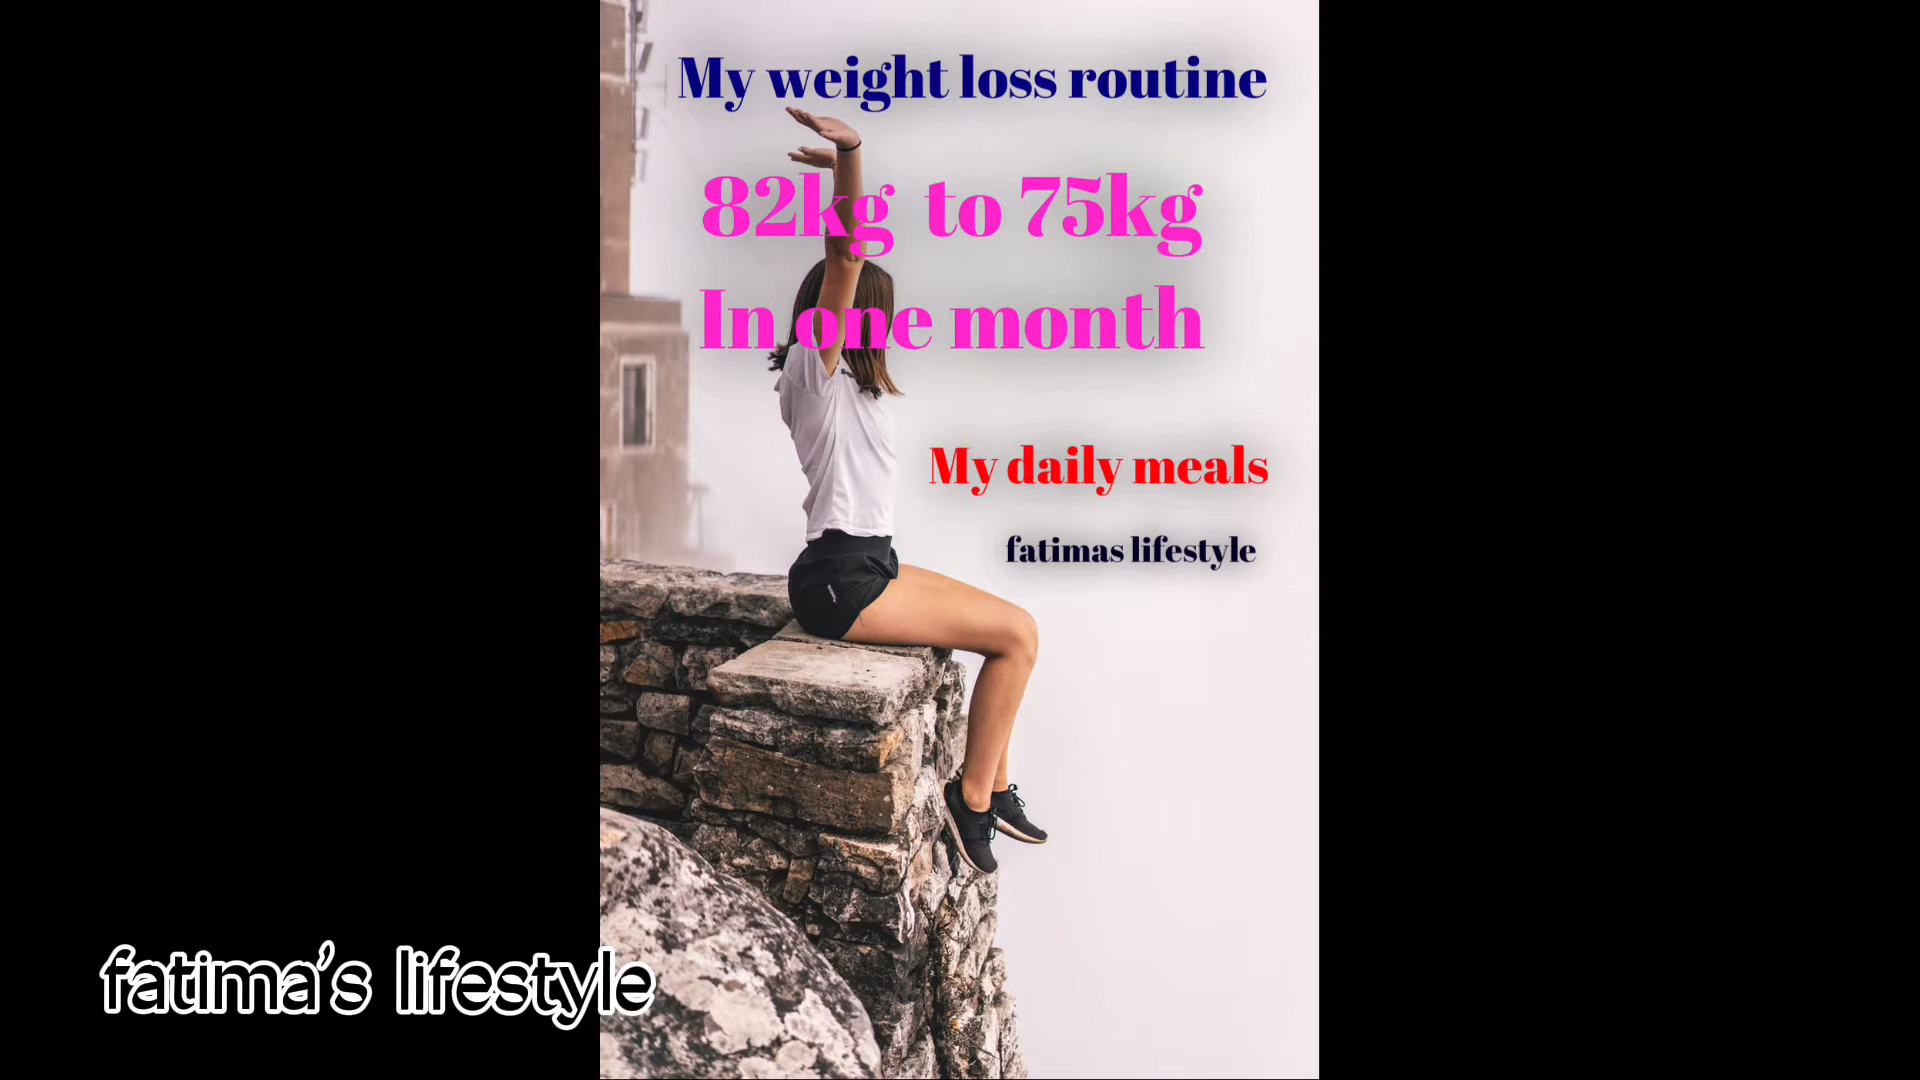 My weight loss routine
82kg to 75kg
In one month
My daily meals
fatimas lifestyle
fatima's lifestyle